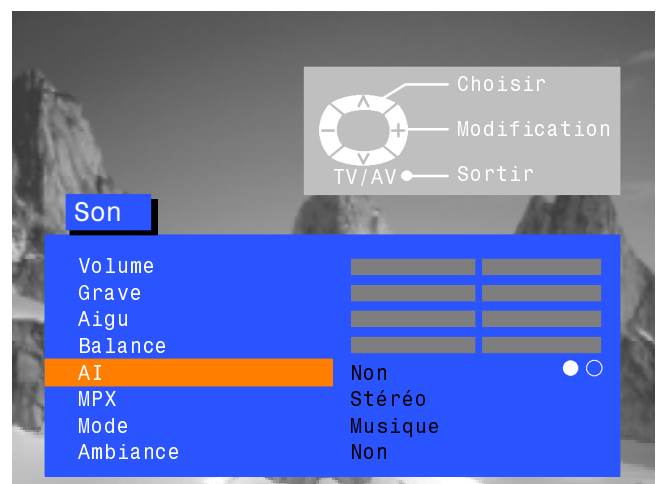 Choisir
Modification
TV/AV Sortir
Son
Volume
Grave
Aigu
Balance
AI Non
MPX Stéréo
Mode Musique
Ambiance Non